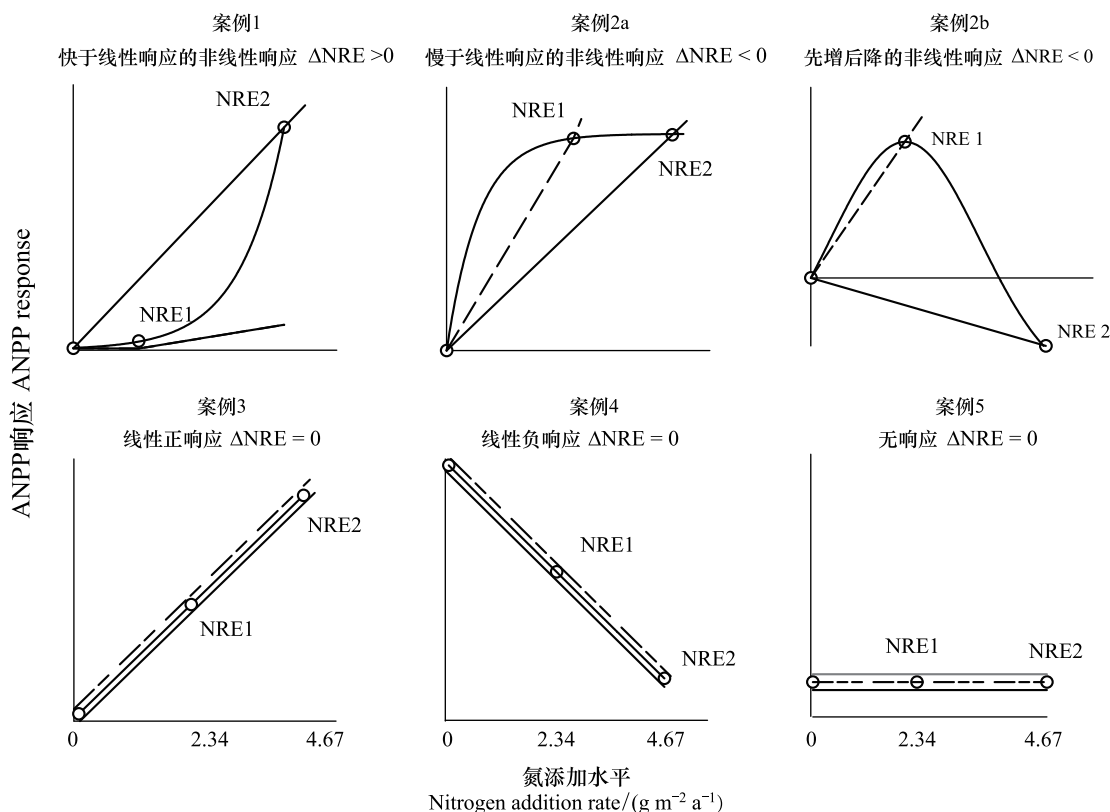 案例1
快于线性响应的非线性响应 ΔNRE >0
NRE2
NRE1
案例2a
慢于线性响应的非线性响应 ΔNRE < 0
NRE1
NRE2
案例2b
先增后降的非线性响应 ΔNRE < 0
NRE 1
NRE 2
ANPP响应 ANPP response
案例3
线性正响应 ΔNRE = 0
NRE2
NRE1
0 2.34 4.67
案例4
线性负响应 ΔNRE = 0
NRE1
NRE2
0 2.34 4.67
案例5
无响应 ΔNRE = 0
NRE1 NRE2
0 2.34 4.67
氮添加水平
Nitrogen addition rate/(g m⁻² a⁻¹)